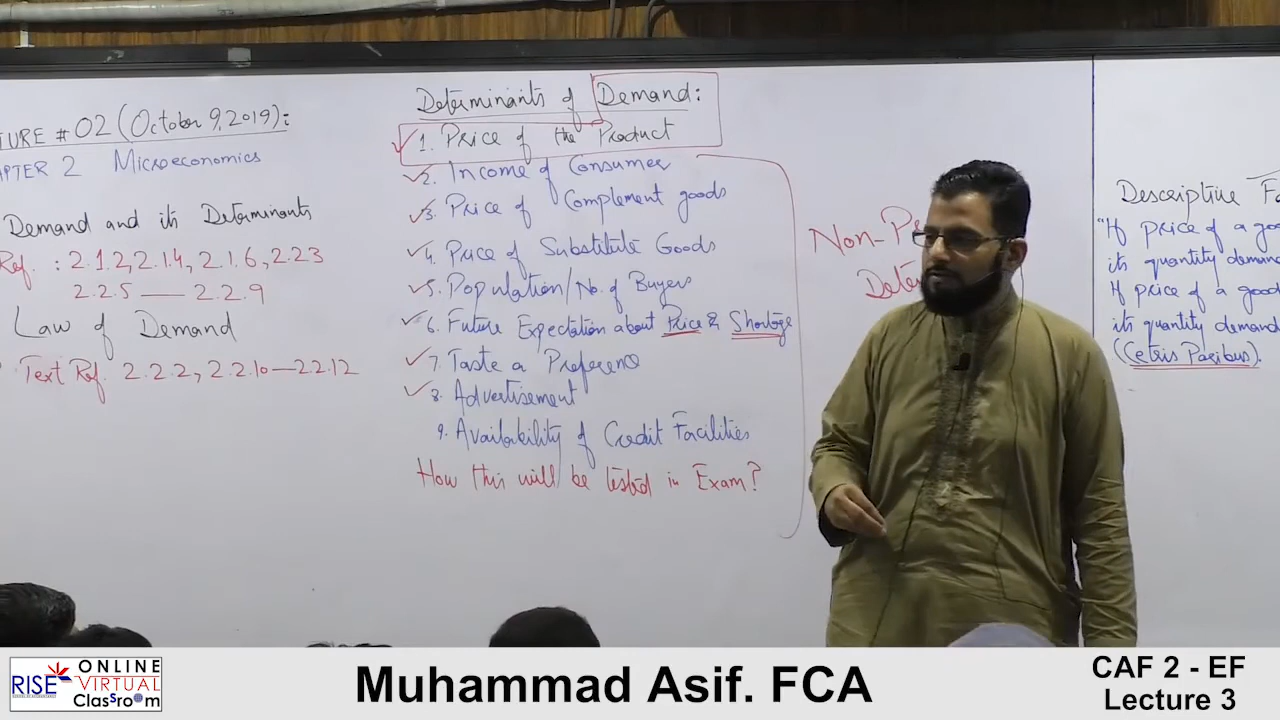 TURE #02 (October 9, 2019):
APTER 2 Microeconomics
Demand and its Determinants
Ref. : 2.1.2, 2.1.4, 2.1.6, 2.2.3
2.2.5 — 2.2.9
Law of Demand
Text Ref. 2.2.2, 2.2.10—2.2.12
Determinants of Demand:
1. Price of the Product
2. Income of Consumer
3. Price of Complement goods
4. Price of Substitute Goods
5. Population/No. of Buyers
6. Future Expectation about Price & Shortage
7. Taste a Preference
8. Advertisement
9. Availability of Credit Facilities
How this will be tested in Exam?
Non-P
Dete
Descriptive
"If price of a goo
its quantity deman
If price of a good
its quantity demand
(Cetris Paribus).
RISE
ONLINE
VIRTUAL
Classroom
Muhammad Asif. FCA
CAF 2 - EF
Lecture 3